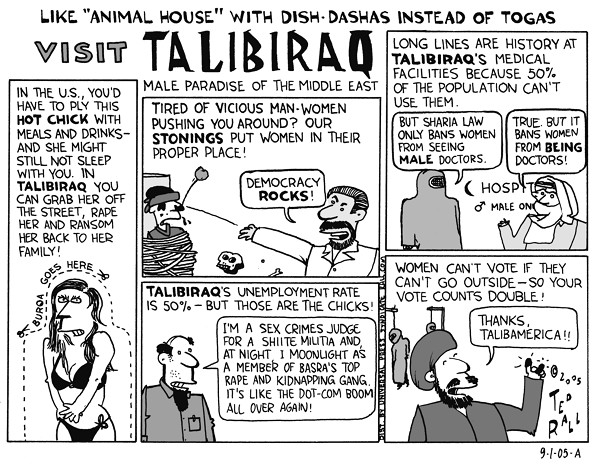 LIKE "ANIMAL HOUSE" WITH DISH-DASHAS INSTEAD OF TOGAS
VISIT TALIBIRAQ
MALE PARADISE OF THE MIDDLE EAST
IN THE U.S., YOU'D
HAVE TO PLY THIS
HOT CHICK WITH
MEALS AND DRINKS-
AND SHE MIGHT
STILL NOT SLEEP
WITH YOU. IN
TALIBIRAQ YOU
CAN GRAB HER OFF
THE STREET, RAPE
HER AND RANSOM
HER BACK TO HER
FAMILY!
BURQA GOES HERE
TIRED OF VICIOUS MAN-WOMEN
PUSHING YOU AROUND? OUR
STONINGS PUT WOMEN IN THEIR
PROPER PLACE!
DEMOCRACY
ROCKS!
LONG LINES ARE HISTORY AT
TALIBIRAQ'S MEDICAL
FACILITIES BECAUSE 50%
OF THE POPULATION CAN'T
USE THEM.
BUT SHARIA LAW
ONLY BANS WOMEN
FROM SEEING
MALE DOCTORS.
TRUE. BUT IT
BANS WOMEN
FROM BEING
DOCTORS!
HOSPIT
♂ MALE ON
TALIBIRAQ'S UNEMPLOYMENT RATE
IS 50%-BUT THOSE ARE THE CHICKS!
I'M A SEX CRIMES JUDGE
FOR A SHIITE MILITIA AND,
AT NIGHT, I MOONLIGHT AS
A MEMBER OF BASRA'S TOP
RAPE AND KIDNAPPING GANG.
IT'S LIKE THE DOT-COM BOOM
ALL OVER AGAIN!
WOMEN CAN'T VOTE IF THEY
CAN'T GO OUTSIDE-SO YOUR
VOTE COUNTS DOUBLE!
THANKS,
TALIBAMERICA!!
©2005
TED
RALL
DIST. BY UNIVERSAL PRESS SYNDICATE
9-1-05-A